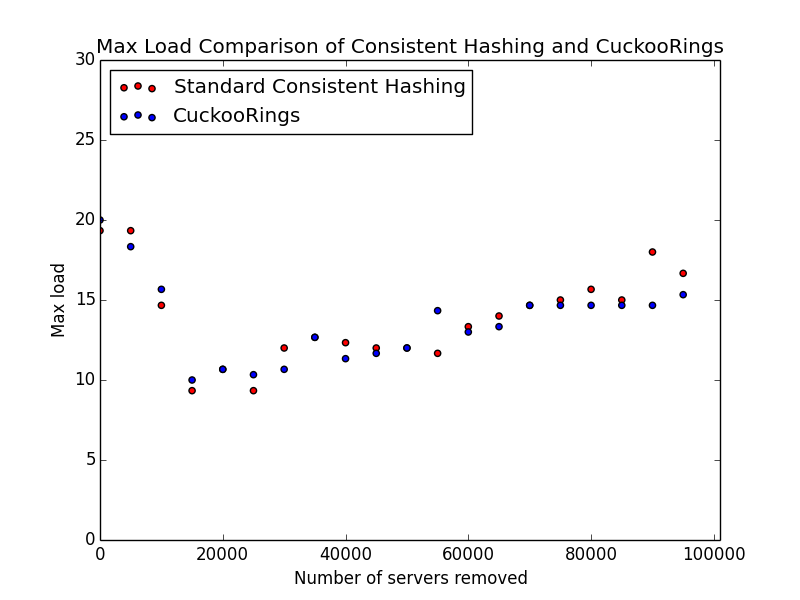 Max Load Comparison of Consistent Hashing and CuckooRings
30
Standard Consistent Hashing
CuckooRings
25
20
15
10
5
0
Max load
0 20000 40000 60000 80000 100000
Number of servers removed